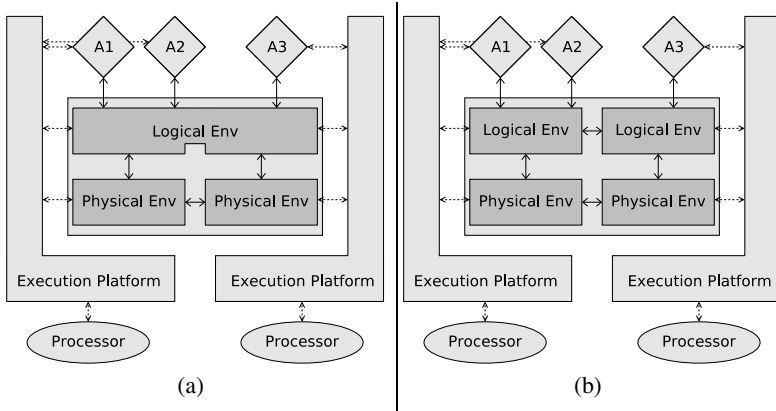 A1 A2 A3
Logical Env
Physical Env Physical Env
Execution Platform Execution Platform
Processor Processor
(a)
A1 A2 A3
Logical Env Logical Env
Physical Env Physical Env
Execution Platform Execution Platform
Processor Processor
(b)